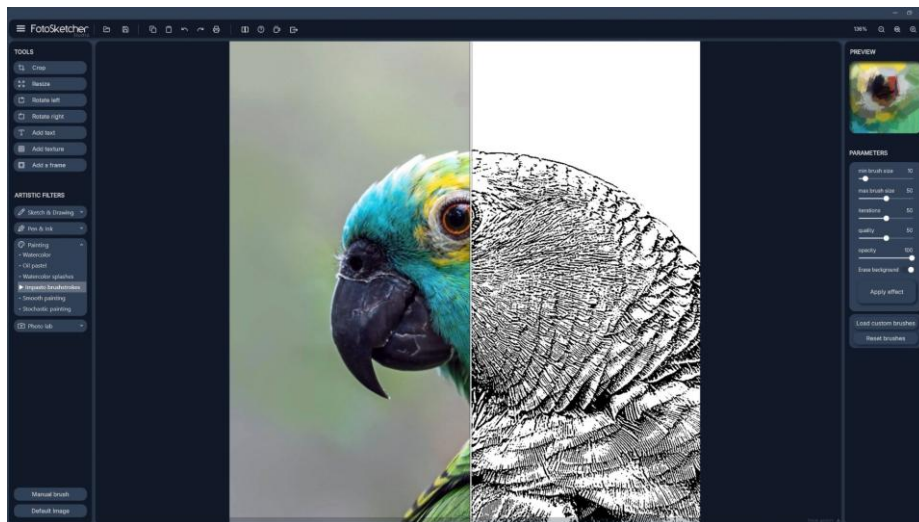 FotoSketcher
136%
TOOLS
Crop
Resize
Rotate left
Rotate right
Add text
Add texture
Add a frame
ARTISTIC FILTERS
Sketch & Drawing
Pen & Ink
Painting
- Watercolor
- Oil pastel
- Watercolor splashes
Impasto brushstrokes
- Smooth painting
- Stochastic painting
Photo lab
Manual brush
Default image
PREVIEW
PARAMETERS
min brush size 10
max brush size 50
iterations 50
quality 50
opacity 100
Erase background
Apply effect
Load custom brushes
Reset brushes